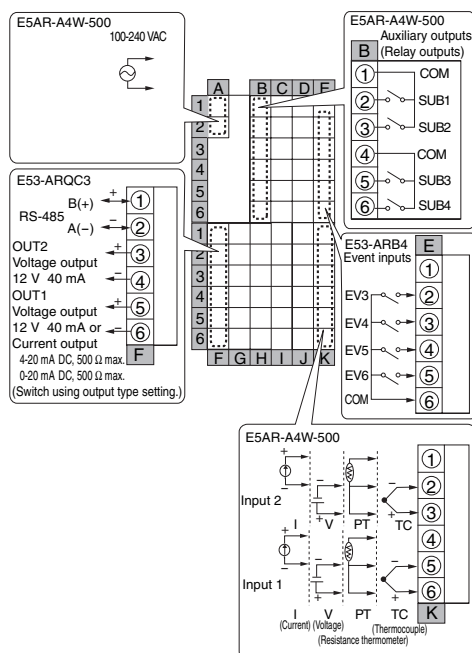 E5AR-A4W-500
100-240 VAC
E5AR-A4W-500
Auxiliary outputs
(Relay outputs)
B
1 COM
2 SUB1
3 SUB2
4 COM
5 SUB3
6 SUB4
A B C D E
1
2
3
4
5
6
1
2
3
4
5
6
F G H I J K
E53-ARQC3
RS-485
B(+) + 1
A(−) − 2
OUT2 + 3
Voltage output
12 V 40 mA − 4
OUT1 + 5
Voltage output
12 V 40 mA or − 6
Current output
F
4-20 mA DC, 500 Ω max.
0-20 mA DC, 500 Ω max.
(Switch using output type setting.)
E53-ARB4 E
Event inputs
1
EV3 2
EV4 3
EV5 4
EV6 5
COM 6
E5AR-A4W-500
1
+ − − 2
Input 2 − + + 3
I V PT TC
4
+ − − 5
Input 1 − + + 6
I V PT TC K
(Current) (Voltage) (Thermocouple)
(Resistance thermometer)